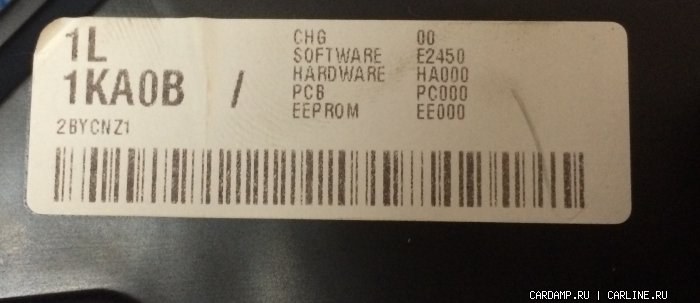 1L
1KA0B /
2BYCNZ1
CHG 00
SOFTWARE E2450
HARDWARE HA000
PCB PC000
EEPROM EE000
CARDAMP.RU | CARLINE.RU